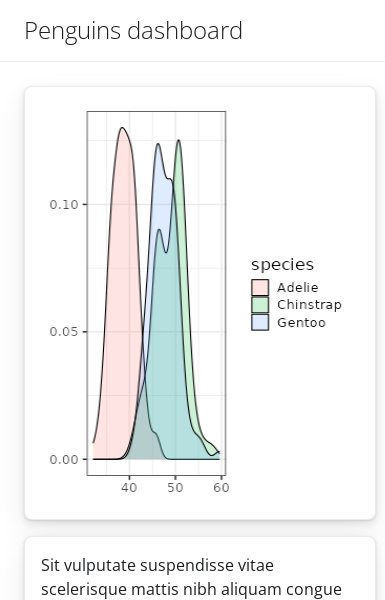 Penguins dashboard
0.10
0.05
0.00
40 50 60
species
Adelie
Chinstrap
Gentoo
Sit vulputate suspendisse vitae
scelerisque mattis nibh aliquam congue